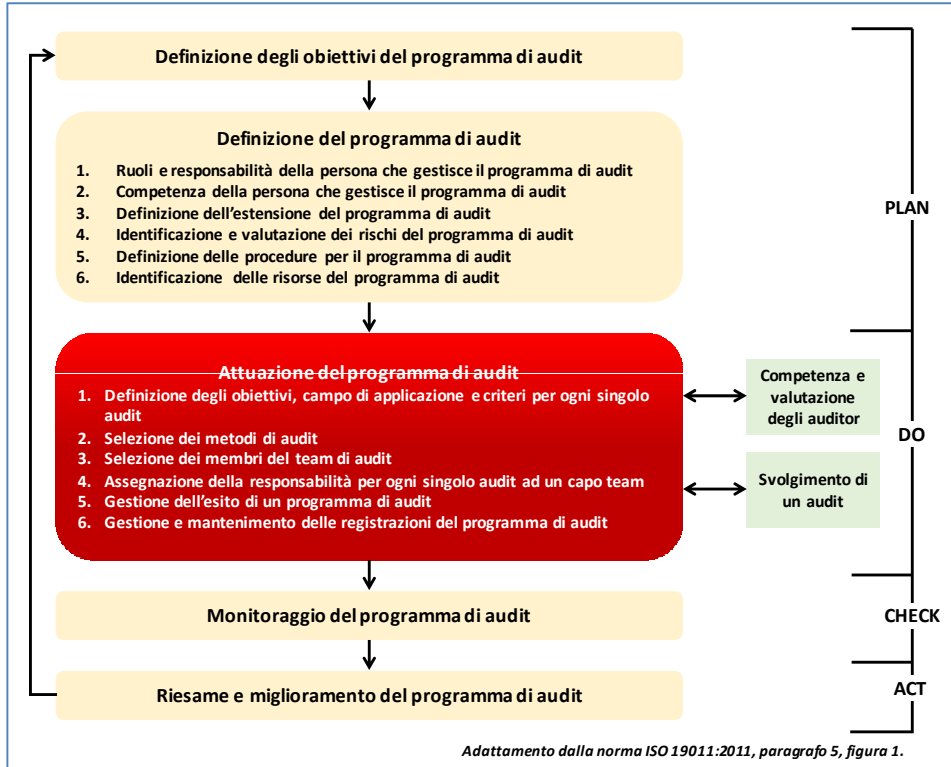 Definizione degli obiettivi del programma di audit
Definizione del programma di audit
1. Ruoli e responsabilità della persona che gestisce il programma di audit
2. Competenza della persona che gestisce il programma di audit
3. Definizione dell'estensione del programma di audit
4. Identificazione e valutazione dei rischi del programma di audit
5. Definizione delle procedure per il programma di audit
6. Identificazione delle risorse del programma di audit
PLAN
Attuazione del programma di audit
1. Definizione degli obiettivi, campo di applicazione e criteri per ogni singolo
audit
2. Selezione dei metodi di audit
3. Selezione dei membri del team di audit
4. Assegnazione della responsabilità per ogni singolo audit ad un capo team
5. Gestione dell'esito di un programma di audit
6. Gestione e mantenimento delle registrazioni del programma di audit
Competenza e
valutazione
degli auditor
Svolgimento di
un audit
DO
Monitoraggio del programma di audit
CHECK
Riesame e miglioramento del programma di audit
ACT
Adattamento dalla norma ISO 19011:2011, paragrafo 5, figura 1.